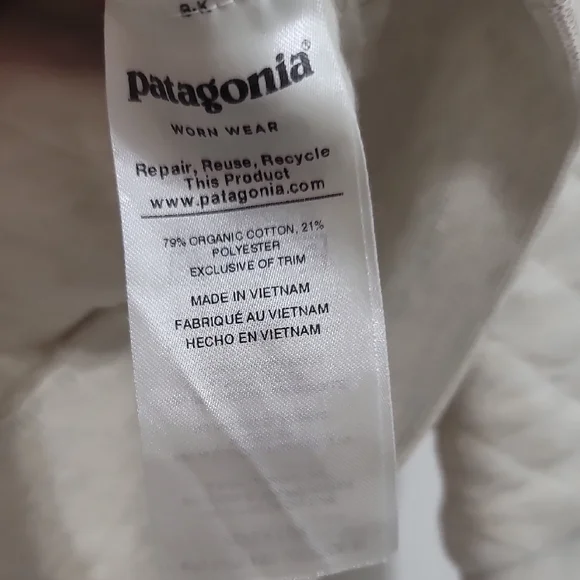 patagonia®
WORN WEAR
Repair, Reuse, Recycle
This Product
www.patagonia.com
79% ORGANIC COTTON, 21%
POLYESTER
EXCLUSIVE OF TRIM
MADE IN VIETNAM
FABRIQUÉ AU VIETNAM
HECHO EN VIETNAM